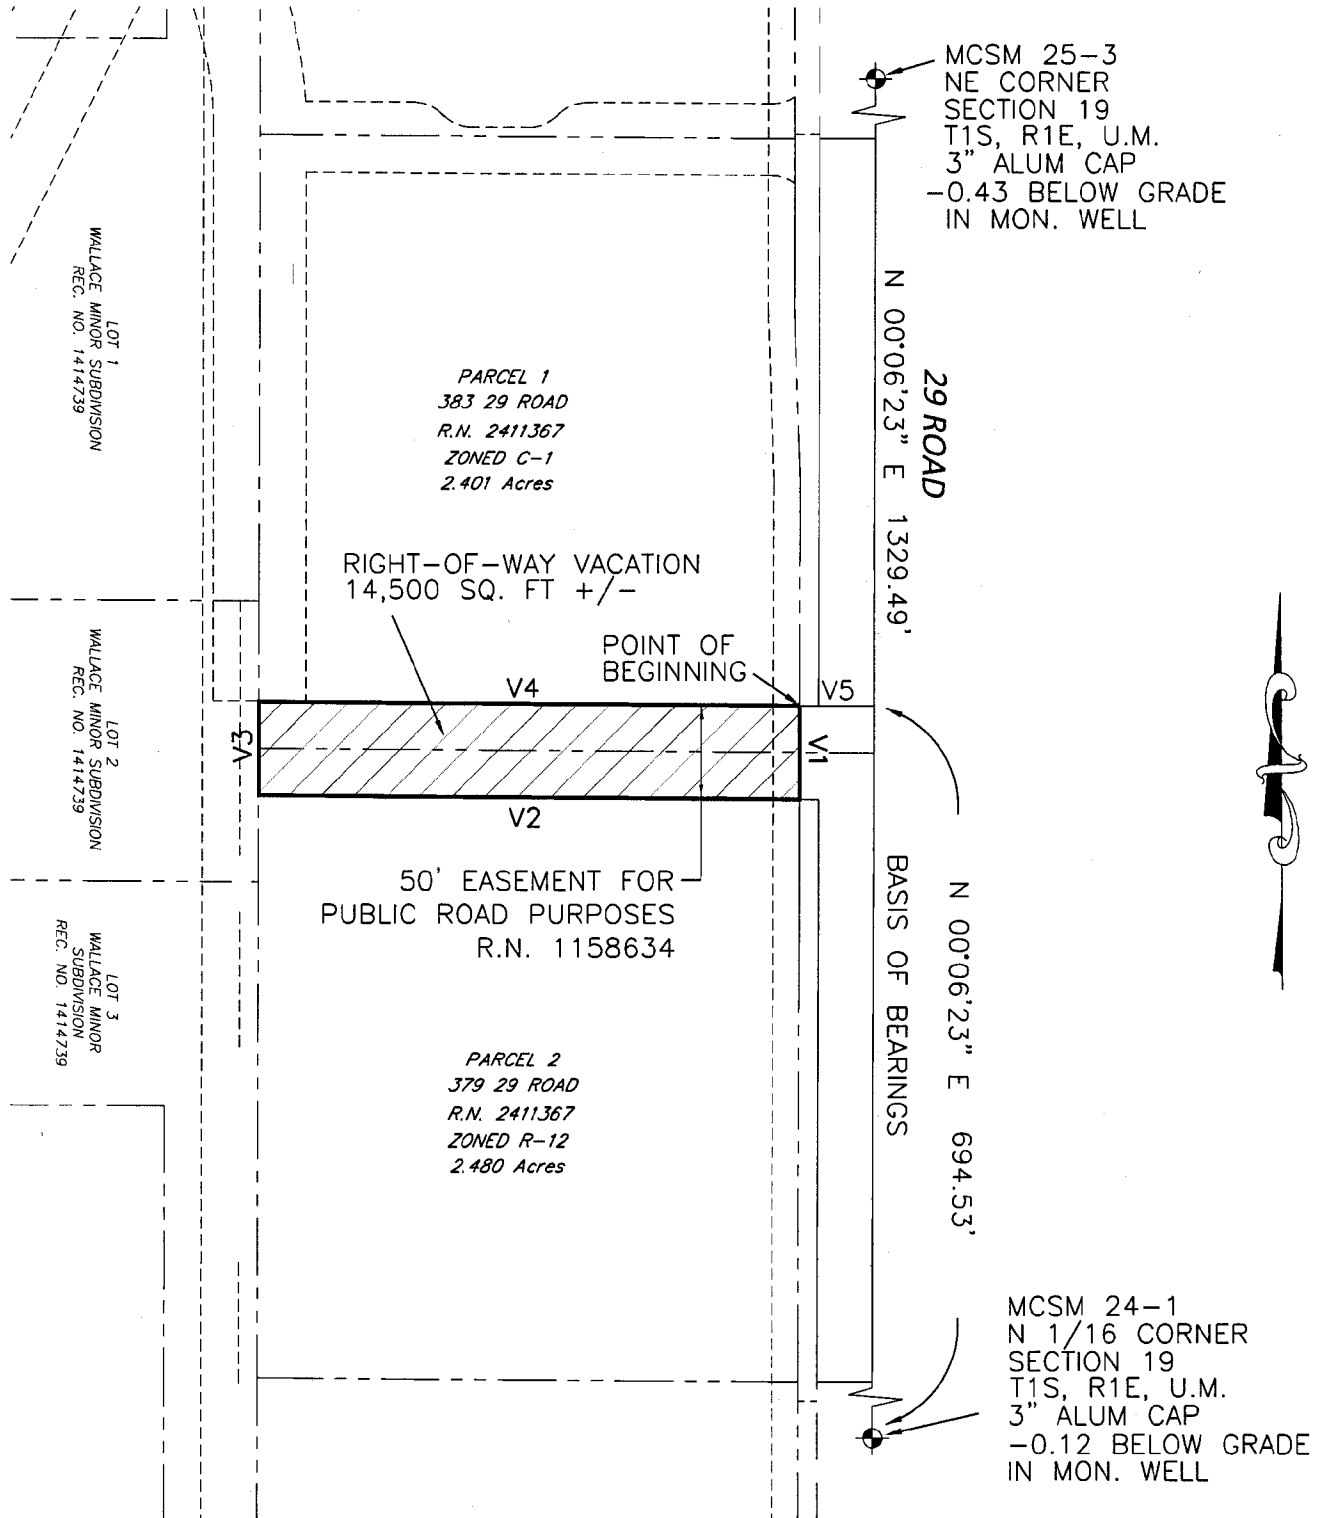 MCSM 25-3
NE CORNER
SECTION 19
T1S, R1E, U.M.
3" ALUM CAP
-0.43 BELOW GRADE
IN MON. WELL
29 ROAD
N 00°06'23" E 1329.49'
LOT 1
WALLACE MINOR SUBDIVISION
REC. NO. 1414739
PARCEL 1
383 29 ROAD
R.N. 2411367
ZONED C-1
2.401 Acres
RIGHT-OF-WAY VACATION
14,500 SQ. FT +/-
POINT OF
BEGINNING
V4
V5
V3
V1
V2
LOT 2
WALLACE MINOR SUBDIVISION
REC. NO. 1414739
50' EASEMENT FOR
PUBLIC ROAD PURPOSES
R.N. 1158634
BASIS OF BEARINGS
N 00°06'23" E 694.53'
LOT 3
WALLACE MINOR
SUBDIVISION
REC. NO. 1414739
PARCEL 2
379 29 ROAD
R.N. 2411367
ZONED R-12
2.480 Acres
MCSM 24-1
N 1/16 CORNER
SECTION 19
T1S, R1E, U.M.
3" ALUM CAP
-0.12 BELOW GRADE
IN MON. WELL